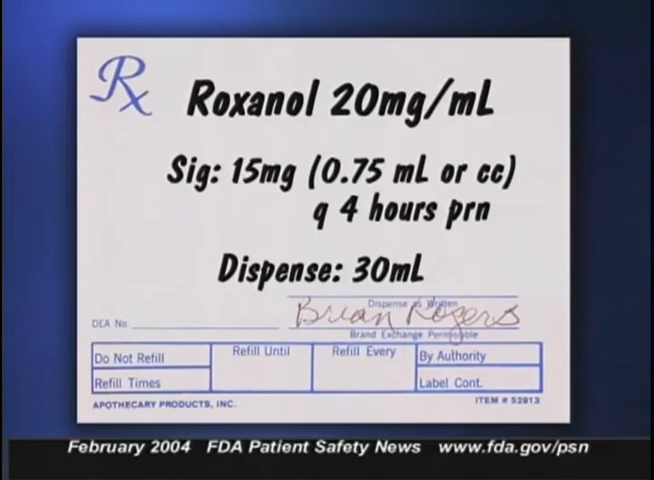 Rx
Roxanol 20mg/mL
Sig: 15mg (0.75 mL or cc)
q 4 hours prn
Dispense: 30mL
Dispense as Written
Brian Rogers
DEA No.
Brand Exchange Permissible
Do Not Refill
Refill Until
Refill Every
By Authority
Refill Times
Label Cont.
APOTHECARY PRODUCTS, INC.
ITEM # 52913
February 2004 FDA Patient Safety News www.fda.gov/psn